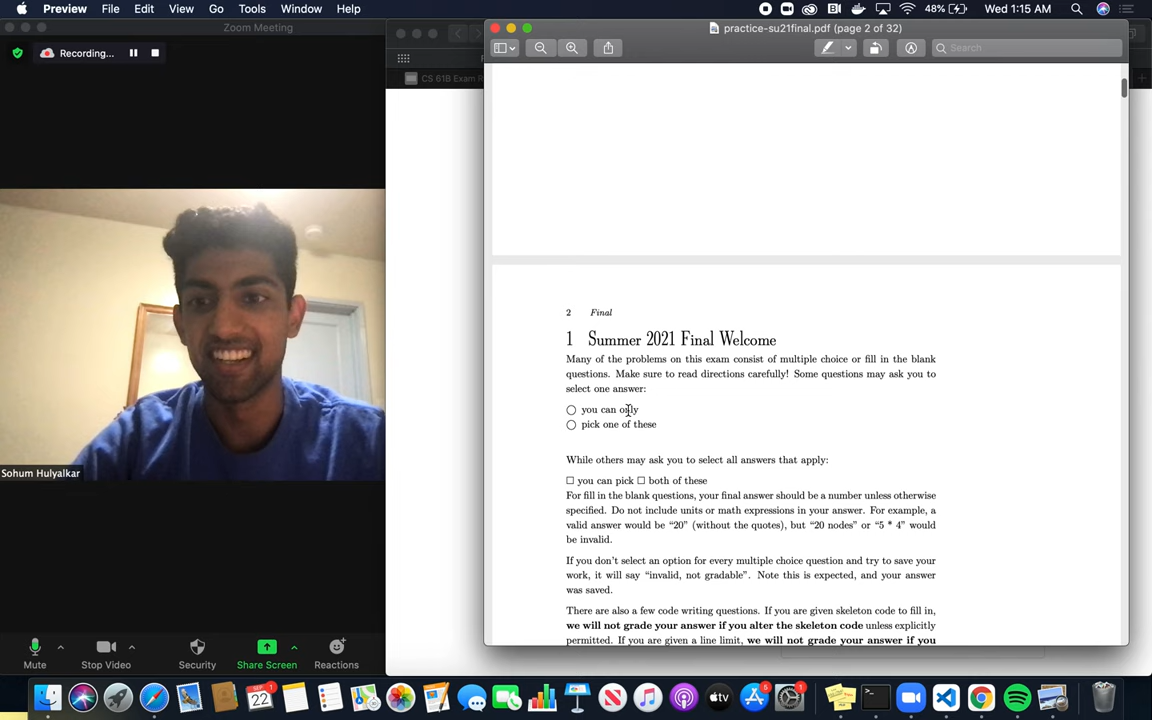 Preview File Edit View Go Tools Window Help 48% Wed 1:15 AM
Zoom Meeting
Recording...
practice-su21final.pdf (page 2 of 32)
Search
CS 61B Exam
2 Final
1 Summer 2021 Final Welcome
Many of the problems on this exam consist of multiple choice or fill in the blank
questions. Make sure to read directions carefully! Some questions may ask you to
select one answer:
you can only
pick one of these
While others may ask you to select all answers that apply:
you can pick both of these
For fill in the blank questions, your final answer should be a number unless otherwise
specified. Do not include units or math expressions in your answer. For example, a
valid answer would be “20” (without the quotes), but “20 nodes” or “5 * 4” would
be invalid.
If you don't select an option for every multiple choice question and try to save your
work, it will say “invalid, not gradable”. Note this is expected, and your answer
was saved.
There are also a few code writing questions. If you are given skeleton code to fill in,
we will not grade your answer if you alter the skeleton code unless explicitly
permitted. If you are given a line limit, we will not grade your answer if you
Sohum Hulyalkar
Mute Stop Video Security Share Screen Reactions
SEP 22
tv